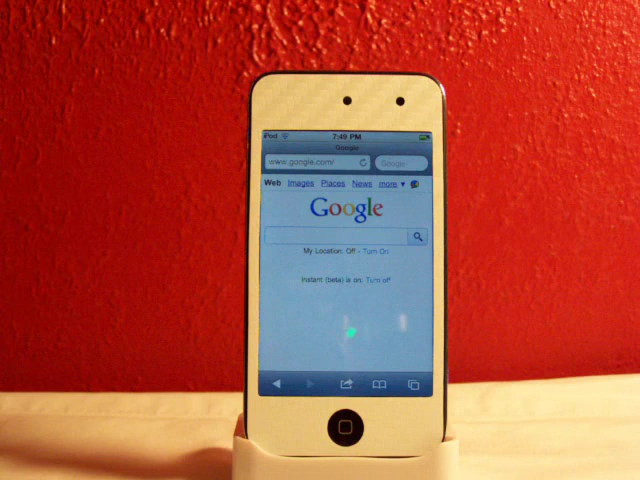 iPod 7:49 PM
Google
www.google.com/ Google
Web Images Places News more ▼
Google
My Location: Off - Turn On
Instant (beta) is on. Turn off